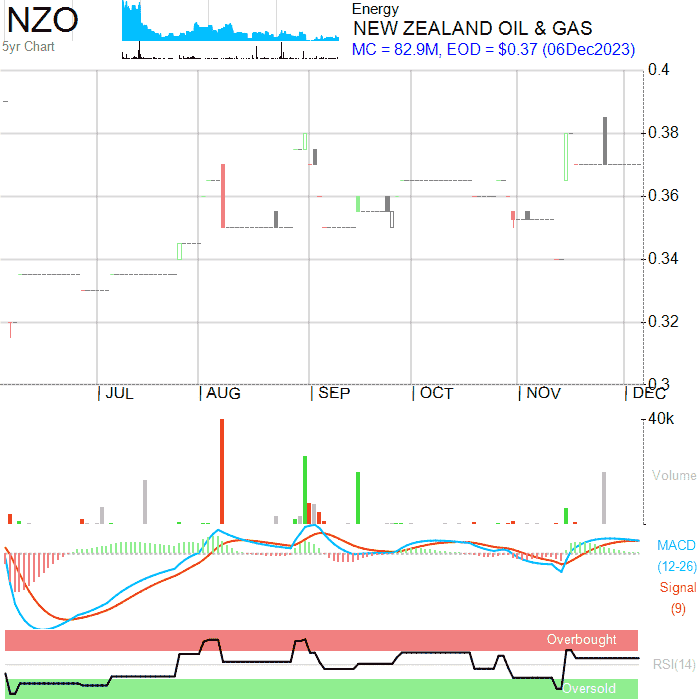 NZO
5yr Chart
Energy
NEW ZEALAND OIL & GAS
MC = 82.9M, EOD = $0.37 (06Dec2023)
0.4
0.38
0.36
0.34
0.32
0.3
| JUL | AUG | SEP | OCT | NOV | DEC
40k
Volume
MACD
(12-26)
Signal
(9)
Overbought
RSI(14)
Oversold